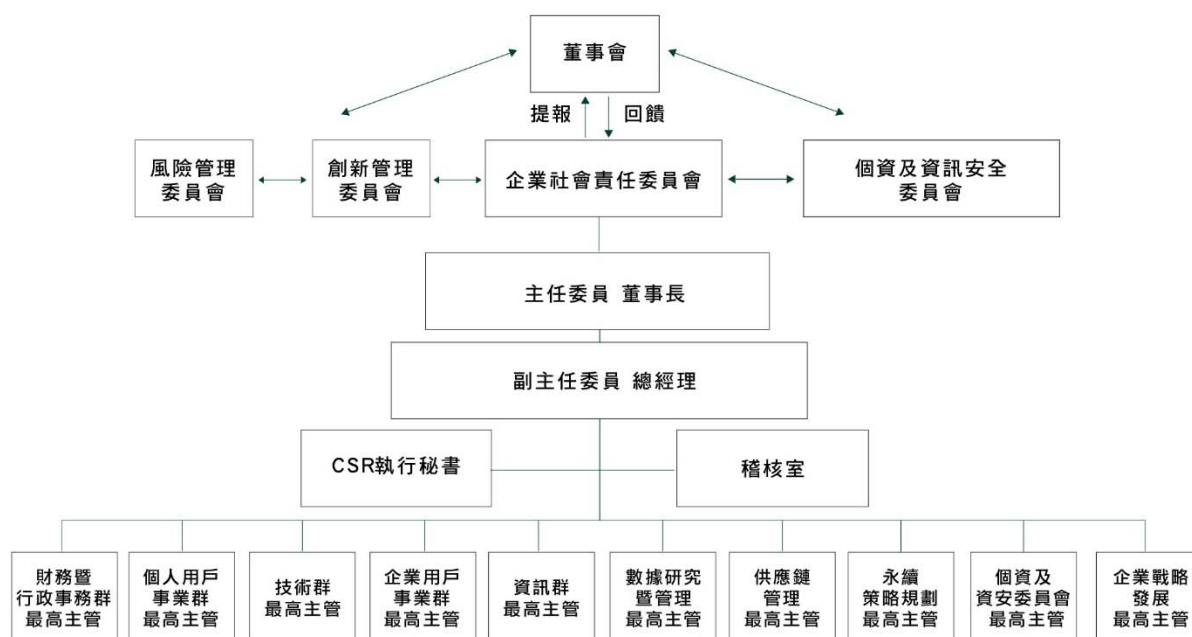 董事會
提報
回饋
風險管理
委員會
創新管理
委員會
企業社會責任委員會
個資及資訊安全
委員會
主任委員 董事長
副主任委員 總經理
CSR執行秘書
稽核室
財務暨
行政事務群
最高主管
個人用戶
事業群
最高主管
技術群
最高主管
企業用戶
事業群
最高主管
資訊群
最高主管
數據研究
暨管理
最高主管
供應鏈
管理
最高主管
永續
策略規劃
最高主管
個資及
資安委員會
最高主管
企業戰略
發展
最高主管